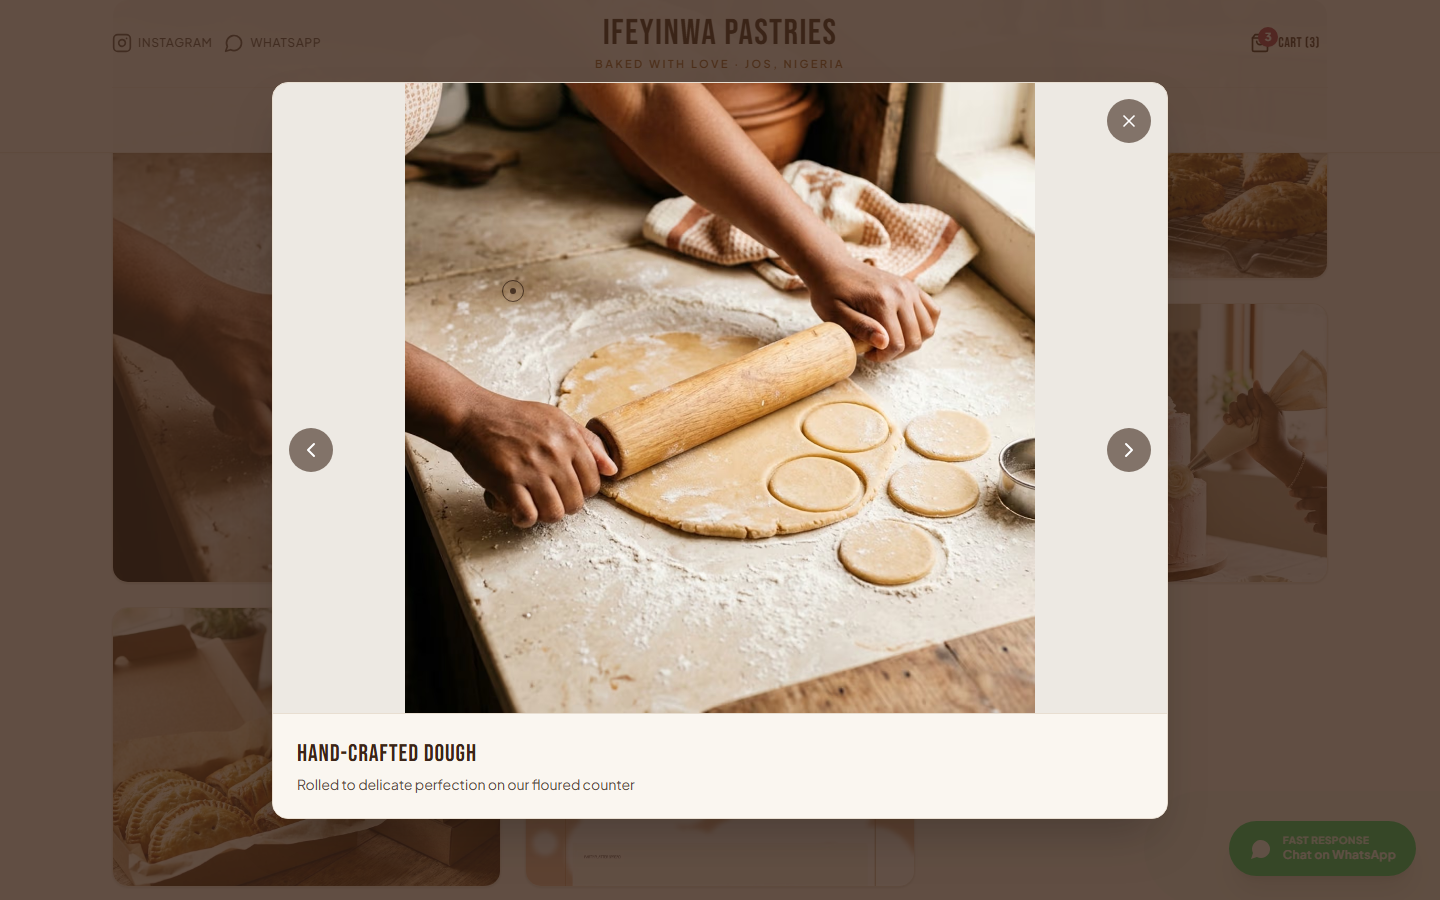 INSTAGRAM
WHATSAPP
IFEYINWA PASTRIES
BAKED WITH LOVE · JOS, NIGERIA
3
CART (3)
HAND-CRAFTED DOUGH
Rolled to delicate perfection on our floured counter
FAST RESPONSE
Chat on WhatsApp